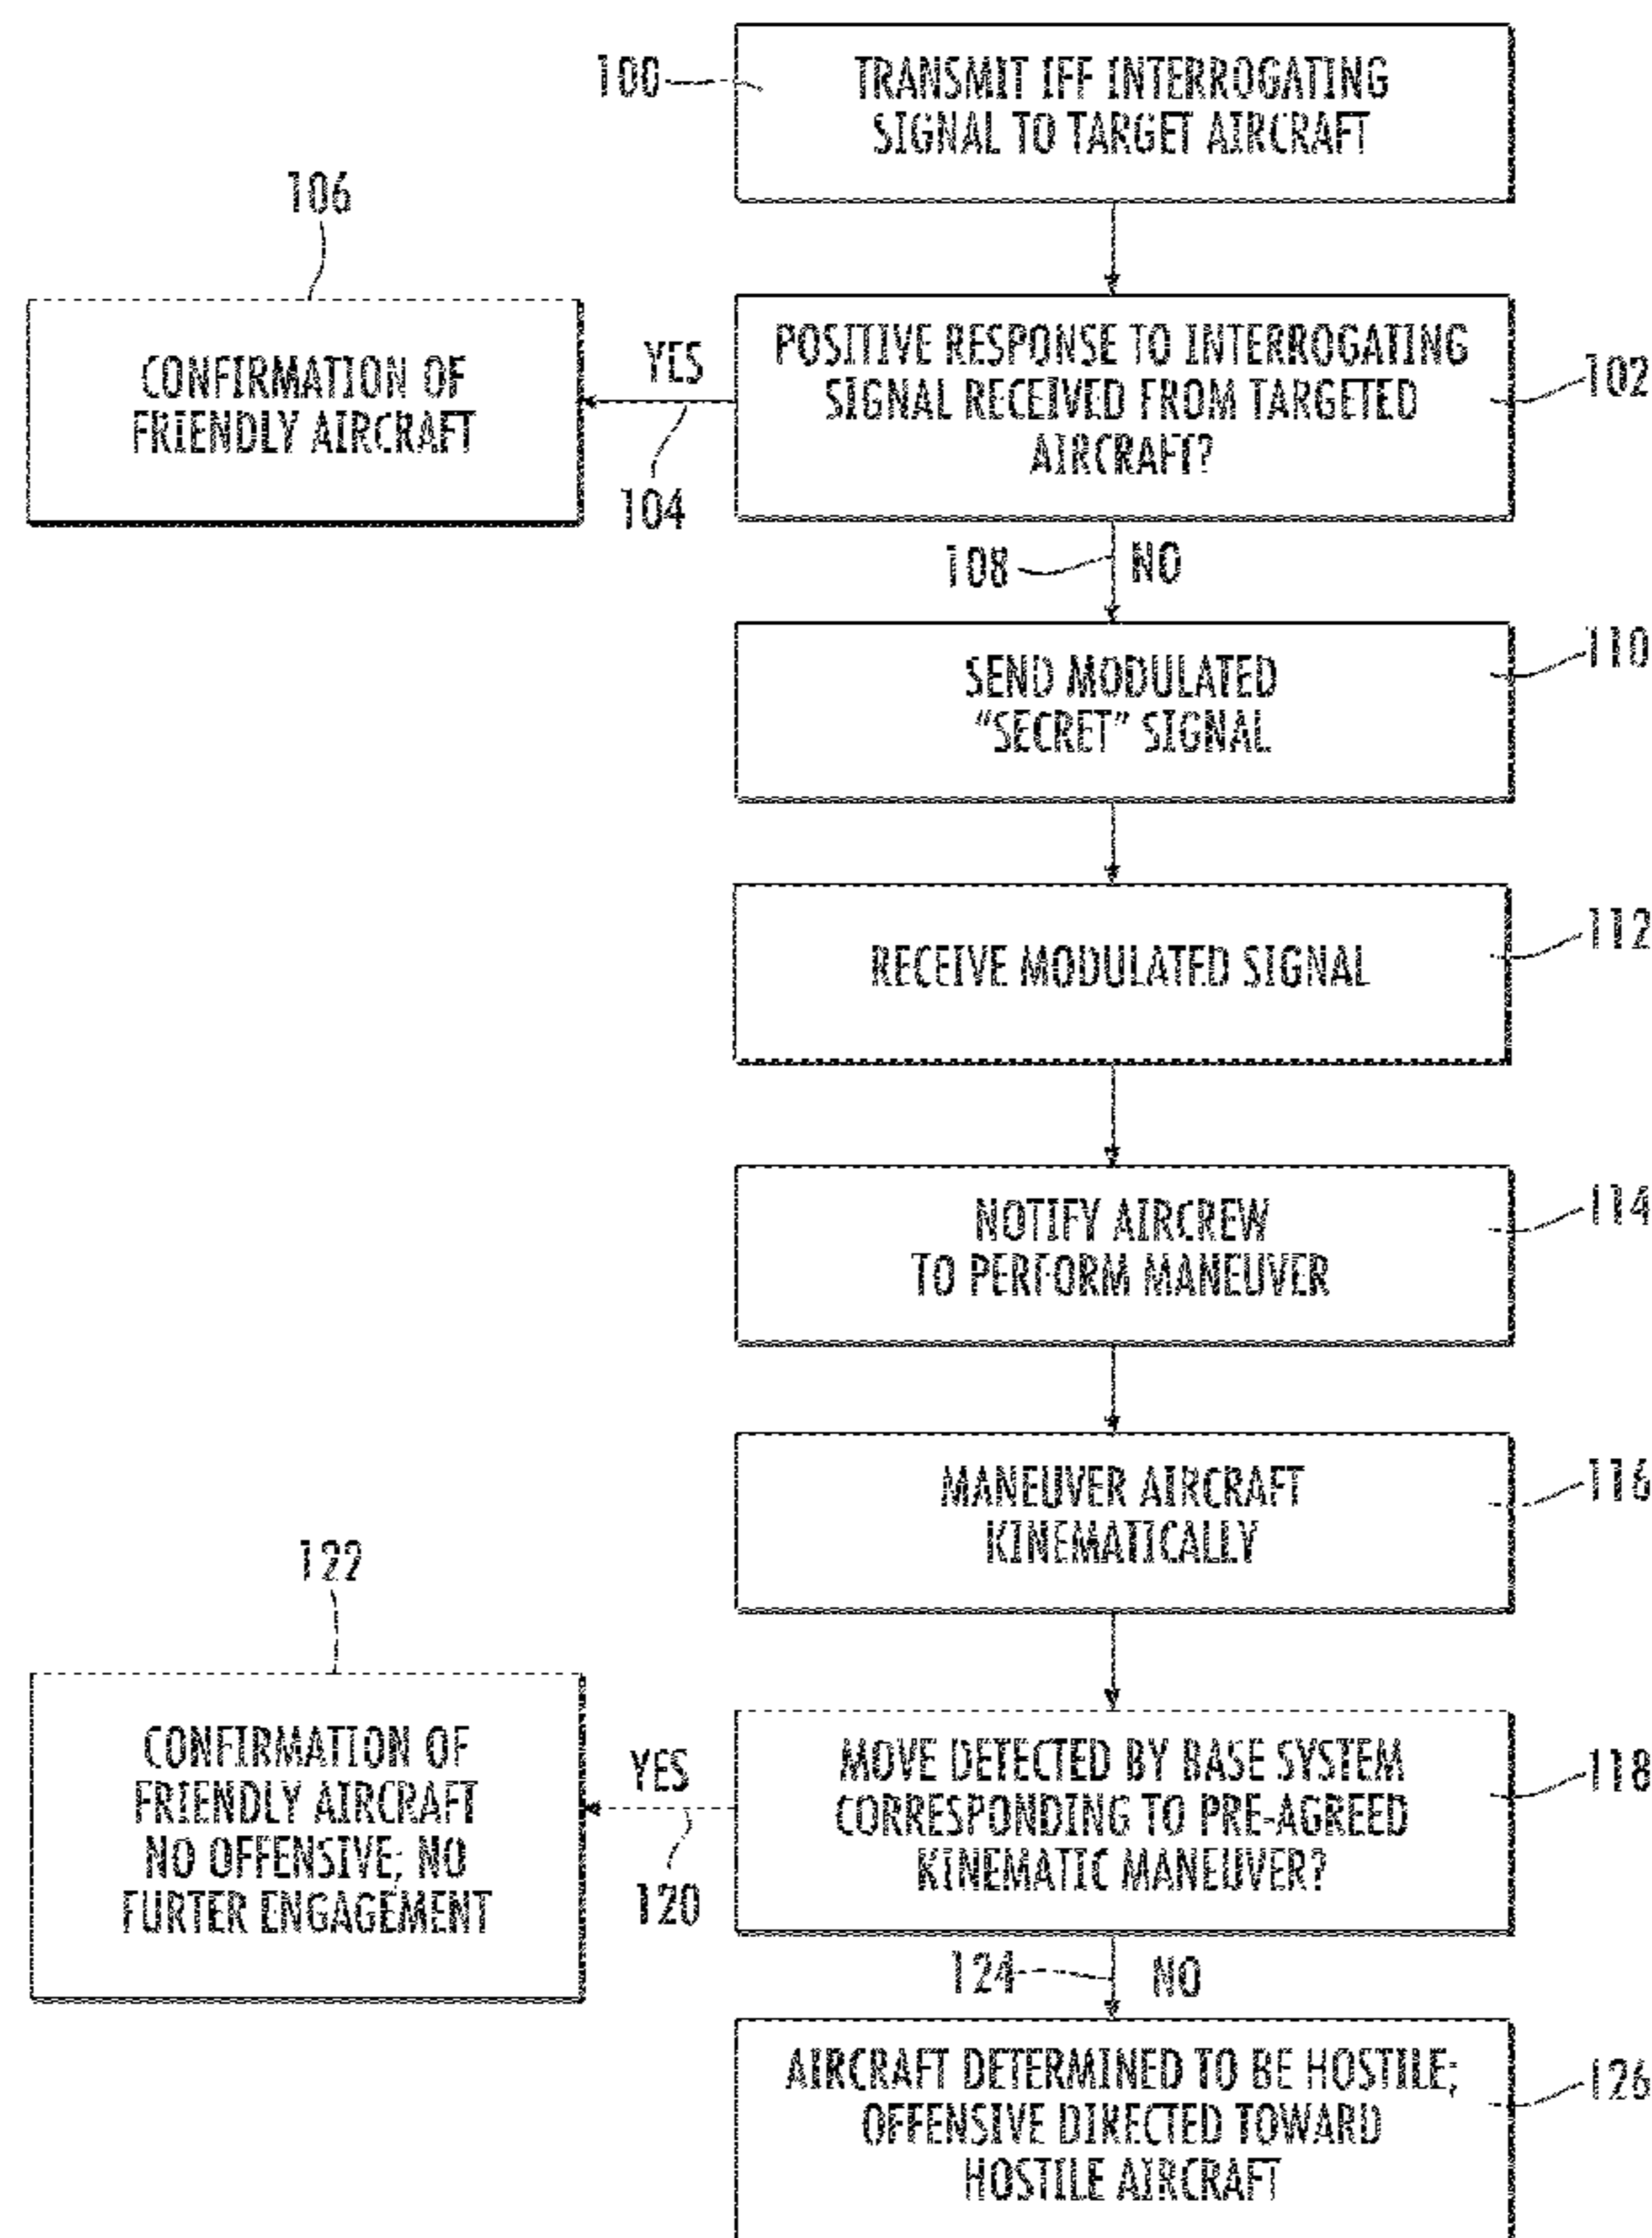 100
TRANSMIT IFF INTERROGATING
SIGNAL TO TARGET AIRCRAFT
106
CONFIRMATION OF
FRIENDLY AIRCRAFT
YES
104
POSITIVE RESPONSE TO INTERROGATING
SIGNAL RECEIVED FROM TARGETED
AIRCRAFT?
102
108
NO
SEND MODULATED
"SECRET" SIGNAL
110
RECEIVE MODULATED SIGNAL
112
NOTIFY AIRCREW
TO PERFORM MANEUVER
114
MANEUVER AIRCRAFT
KINEMATICALLY
116
122
CONFIRMATION OF
FRIENDLY AIRCRAFT
NO OFFENSIVE; NO
FURTER ENGAGEMENT
YES
120
MOVE DETECTED BY BASE SYSTEM
CORRESPONDING TO PRE-AGREED
KINEMATIC MANEUVER?
118
124
NO
AIRCRAFT DETERMINED TO BE HOSTILE;
OFFENSIVE DIRECTED TOWARD
HOSTILE AIRCRAFT
126